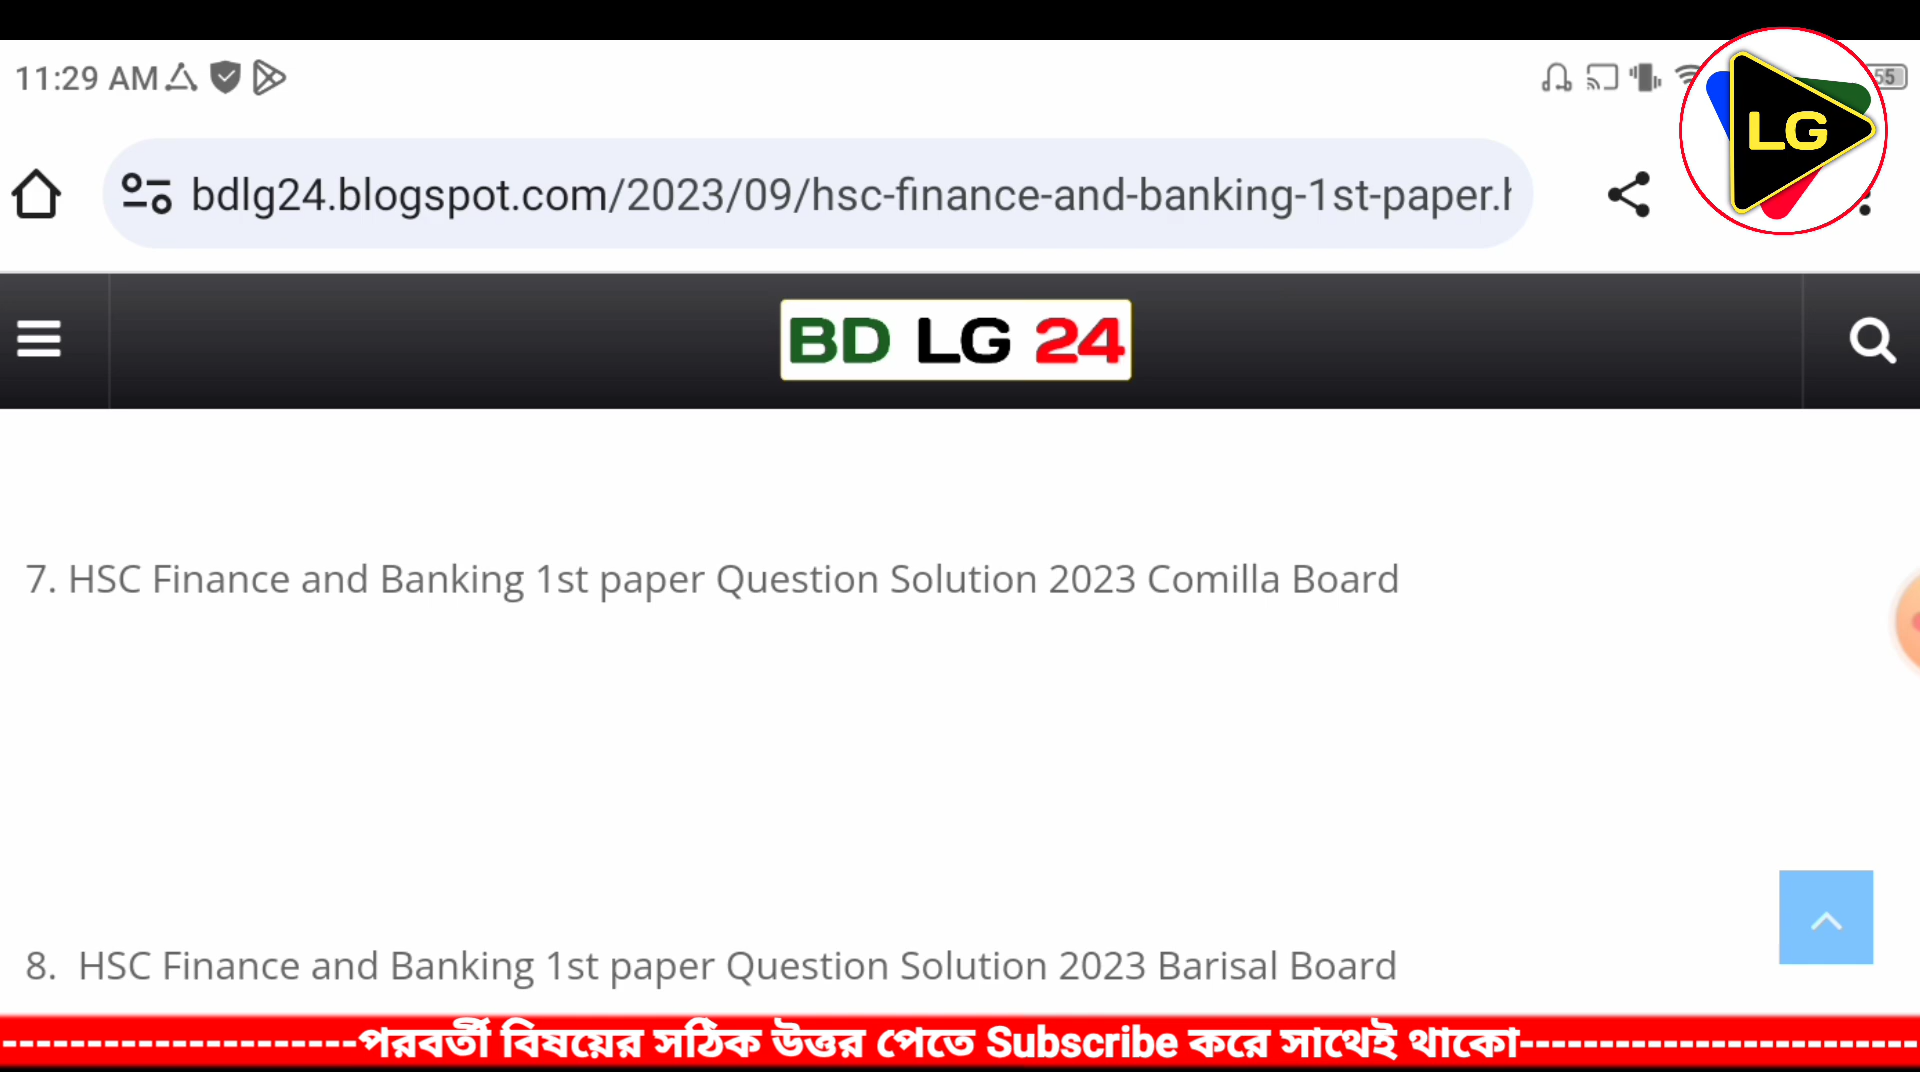 11:29 AM
55
LG
bdlg24.blogspot.com/2023/09/hsc-finance-and-banking-1st-paper.h
BD LG 24
7. HSC Finance and Banking 1st paper Question Solution 2023 Comilla Board
8. HSC Finance and Banking 1st paper Question Solution 2023 Barisal Board
---------------------পরবর্তী বিষয়ের সঠিক উত্তর পেতে Subscribe করে সাথেই থাকো------------------------